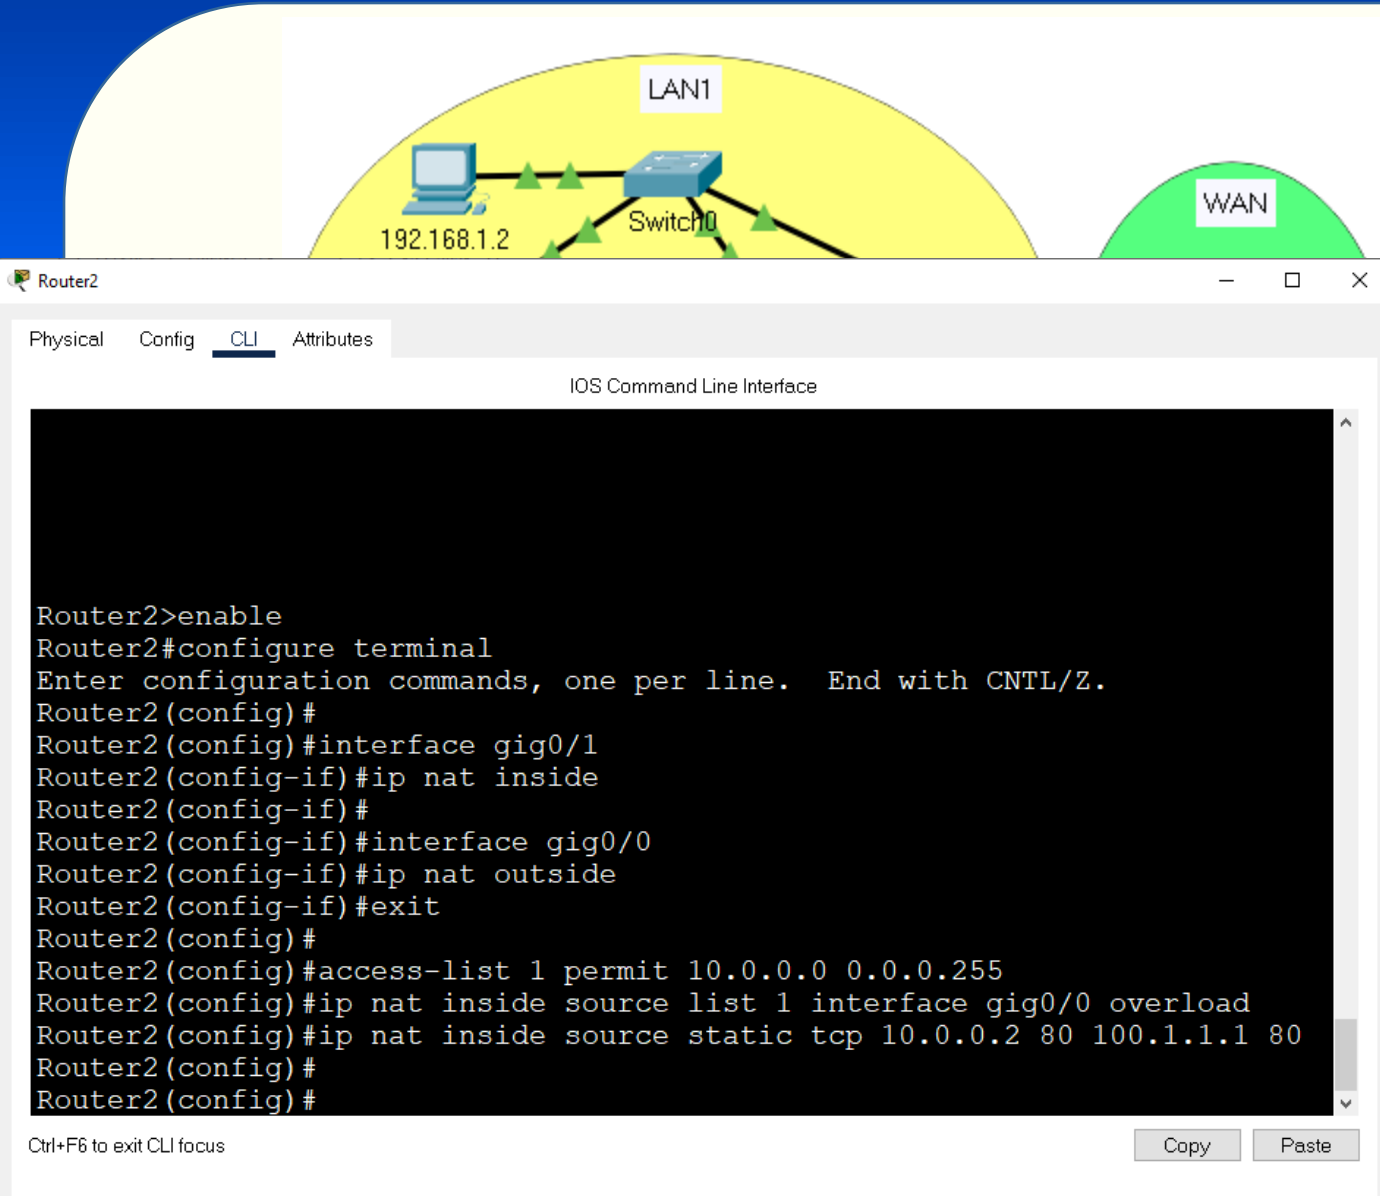 LAN1
WAN
Switch0
192.168.1.2
Router2
Physical Config CLI Attributes
IOS Command Line Interface
Router2>enable
Router2#configure terminal
Enter configuration commands, one per line.  End with CNTL/Z.
Router2(config)#
Router2(config)#interface gig0/1
Router2(config-if)#ip nat inside
Router2(config-if)#
Router2(config-if)#interface gig0/0
Router2(config-if)#ip nat outside
Router2(config-if)#exit
Router2(config)#
Router2(config)#access-list 1 permit 10.0.0.0 0.0.0.255
Router2(config)#ip nat inside source list 1 interface gig0/0 overload
Router2(config)#ip nat inside source static tcp 10.0.0.2 80 100.1.1.1 80
Router2(config)#
Router2(config)#
Ctrl+F6 to exit CLI focus
Copy Paste